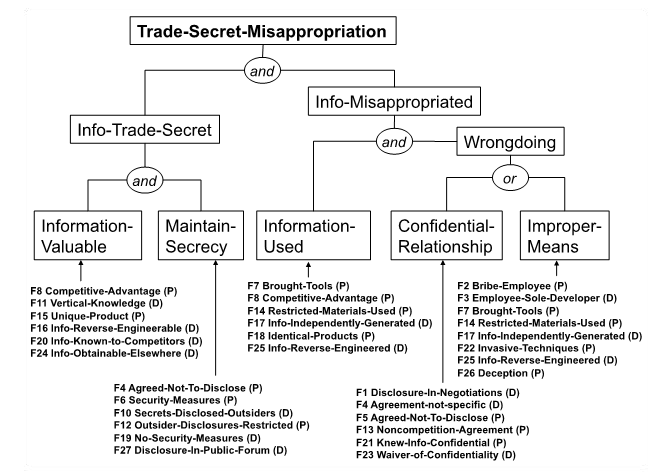 Trade-Secret-Misappropriation
and
Info-Misappropriated
Info-Trade-Secret
and
Wrongdoing
and
or
Information-
Valuable
Maintain-
Secrecy
Information-
Used
Confidential-
Relationship
Improper-
Means
F8 Competitive-Advantage (P)
F11 Vertical-Knowledge (D)
F15 Unique-Product (P)
F16 Info-Reverse-Engineerable (D)
F20 Info-Known-to-Competitors (D)
F24 Info-Obtainable-Elsewhere (D)
F7 Brought-Tools (P)
F8 Competitive-Advantage (P)
F14 Restricted-Materials-Used (P)
F17 Info-Independently-Generated (D)
F18 Identical-Products (P)
F25 Info-Reverse-Engineered (D)
F2 Bribe-Employee (P)
F3 Employee-Sole-Developer (D)
F7 Brought-Tools (P)
F14 Restricted-Materials-Used (P)
F17 Info-Independently-Generated (D)
F22 Invasive-Techniques (P)
F25 Info-Reverse-Engineered (D)
F26 Deception (P)
F4 Agreed-Not-To-Disclose (P)
F6 Security-Measures (P)
F10 Secrets-Disclosed-Outsiders (D)
F12 Outsider-Disclosures-Restricted (P)
F19 No-Security-Measures (D)
F27 Disclosure-In-Public-Forum (D)
F1 Disclosure-In-Negotiations (D)
F4 Agreement-not-specific (D)
F5 Agreed-Not-To-Disclose (P)
F13 Noncompetition-Agreement (P)
F21 Knew-Info-Confidential (P)
F23 Waiver-of-Confidentiality (D)